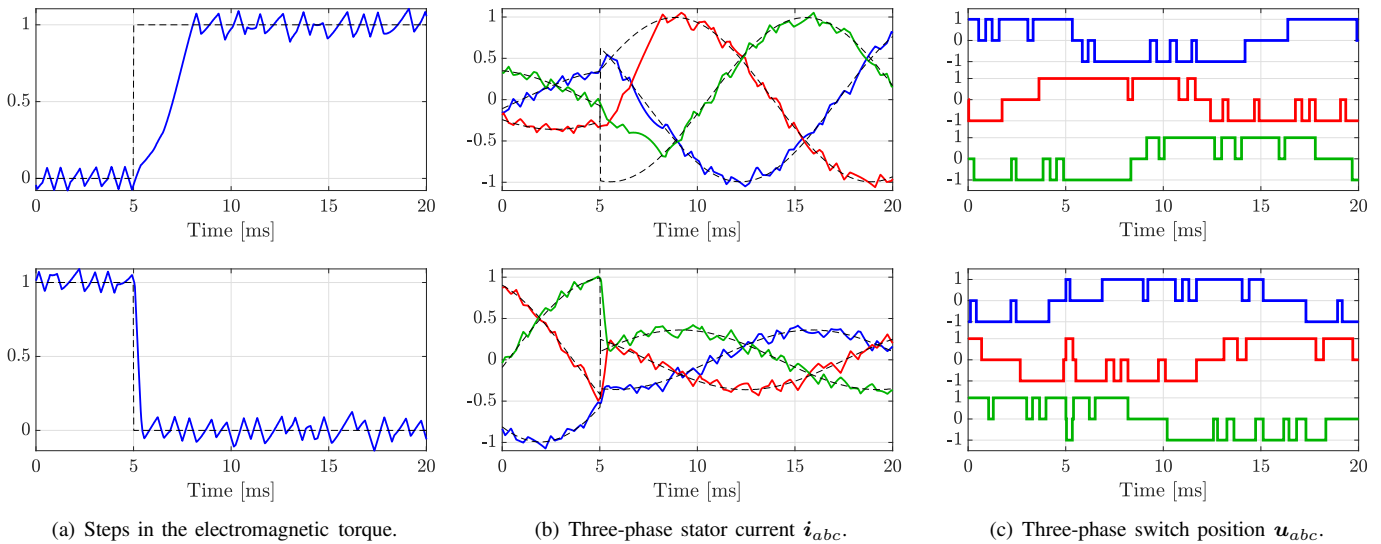 1
0.5
0
0 5 10 15 20
Time [ms]
1
0.5
0
-0.5
-1
0 5 10 15 20
Time [ms]
1
0
-1
1
0
-1
1
0
-1
0 5 10 15 20
Time [ms]
1
0.5
0
0 5 10 15 20
Time [ms]
1
0.5
0
-0.5
-1
0 5 10 15 20
Time [ms]
1
0
-1
1
0
-1
1
0
-1
0 5 10 15 20
Time [ms]
(a) Steps in the electromagnetic torque.
(b) Three-phase stator current i_abc.
(c) Three-phase switch position u_abc.